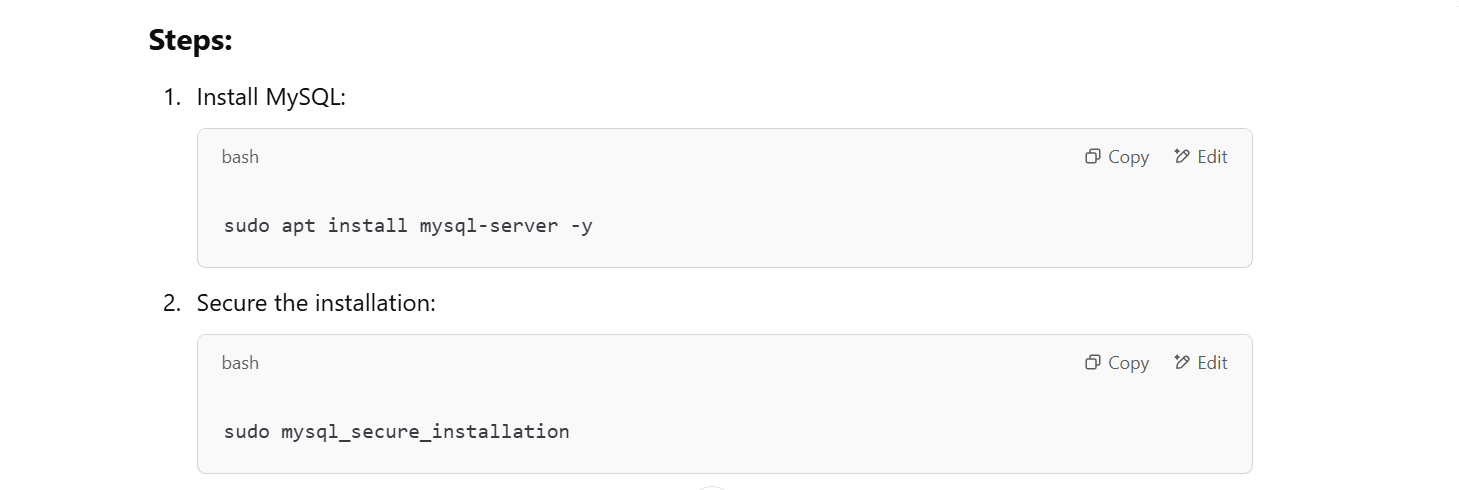 Steps:
1. Install MySQL:
bash Copy Edit
sudo apt install mysql-server -y
2. Secure the installation:
bash Copy Edit
sudo mysql_secure_installation